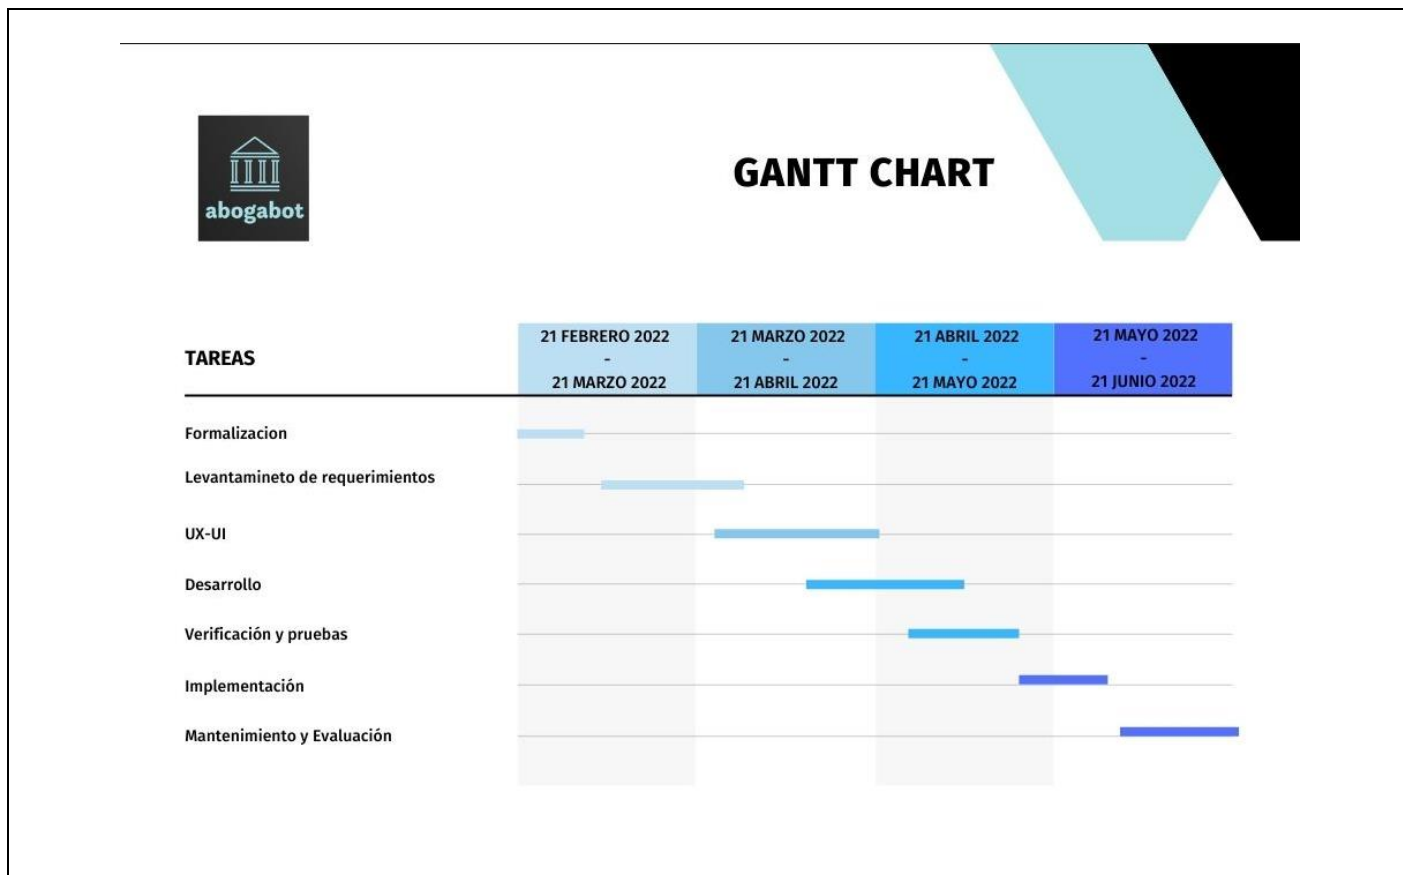 abogabot
GANTT CHART
TAREAS
21 FEBRERO 2022
-
21 MARZO 2022
21 MARZO 2022
-
21 ABRIL 2022
21 ABRIL 2022
-
21 MAYO 2022
21 MAYO 2022
-
21 JUNIO 2022
Formalizacion
Levantamineto de requerimientos
UX-UI
Desarrollo
Verificación y pruebas
Implementación
Mantenimiento y Evaluación